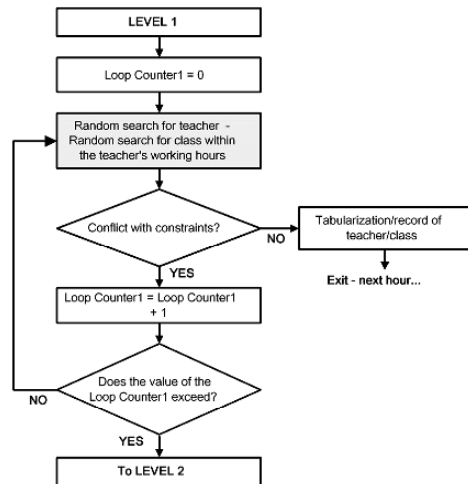 LEVEL 1
Loop Counter1 = 0
Random search for teacher -
Random search for class within
the teacher's working hours
Conflict with constraints?
NO
Tabularization/record of
teacher/class
Exit - next hour...
YES
Loop Counter1 = Loop Counter1
+ 1
Does the value of the
Loop Counter1 exceed?
NO
YES
To LEVEL 2